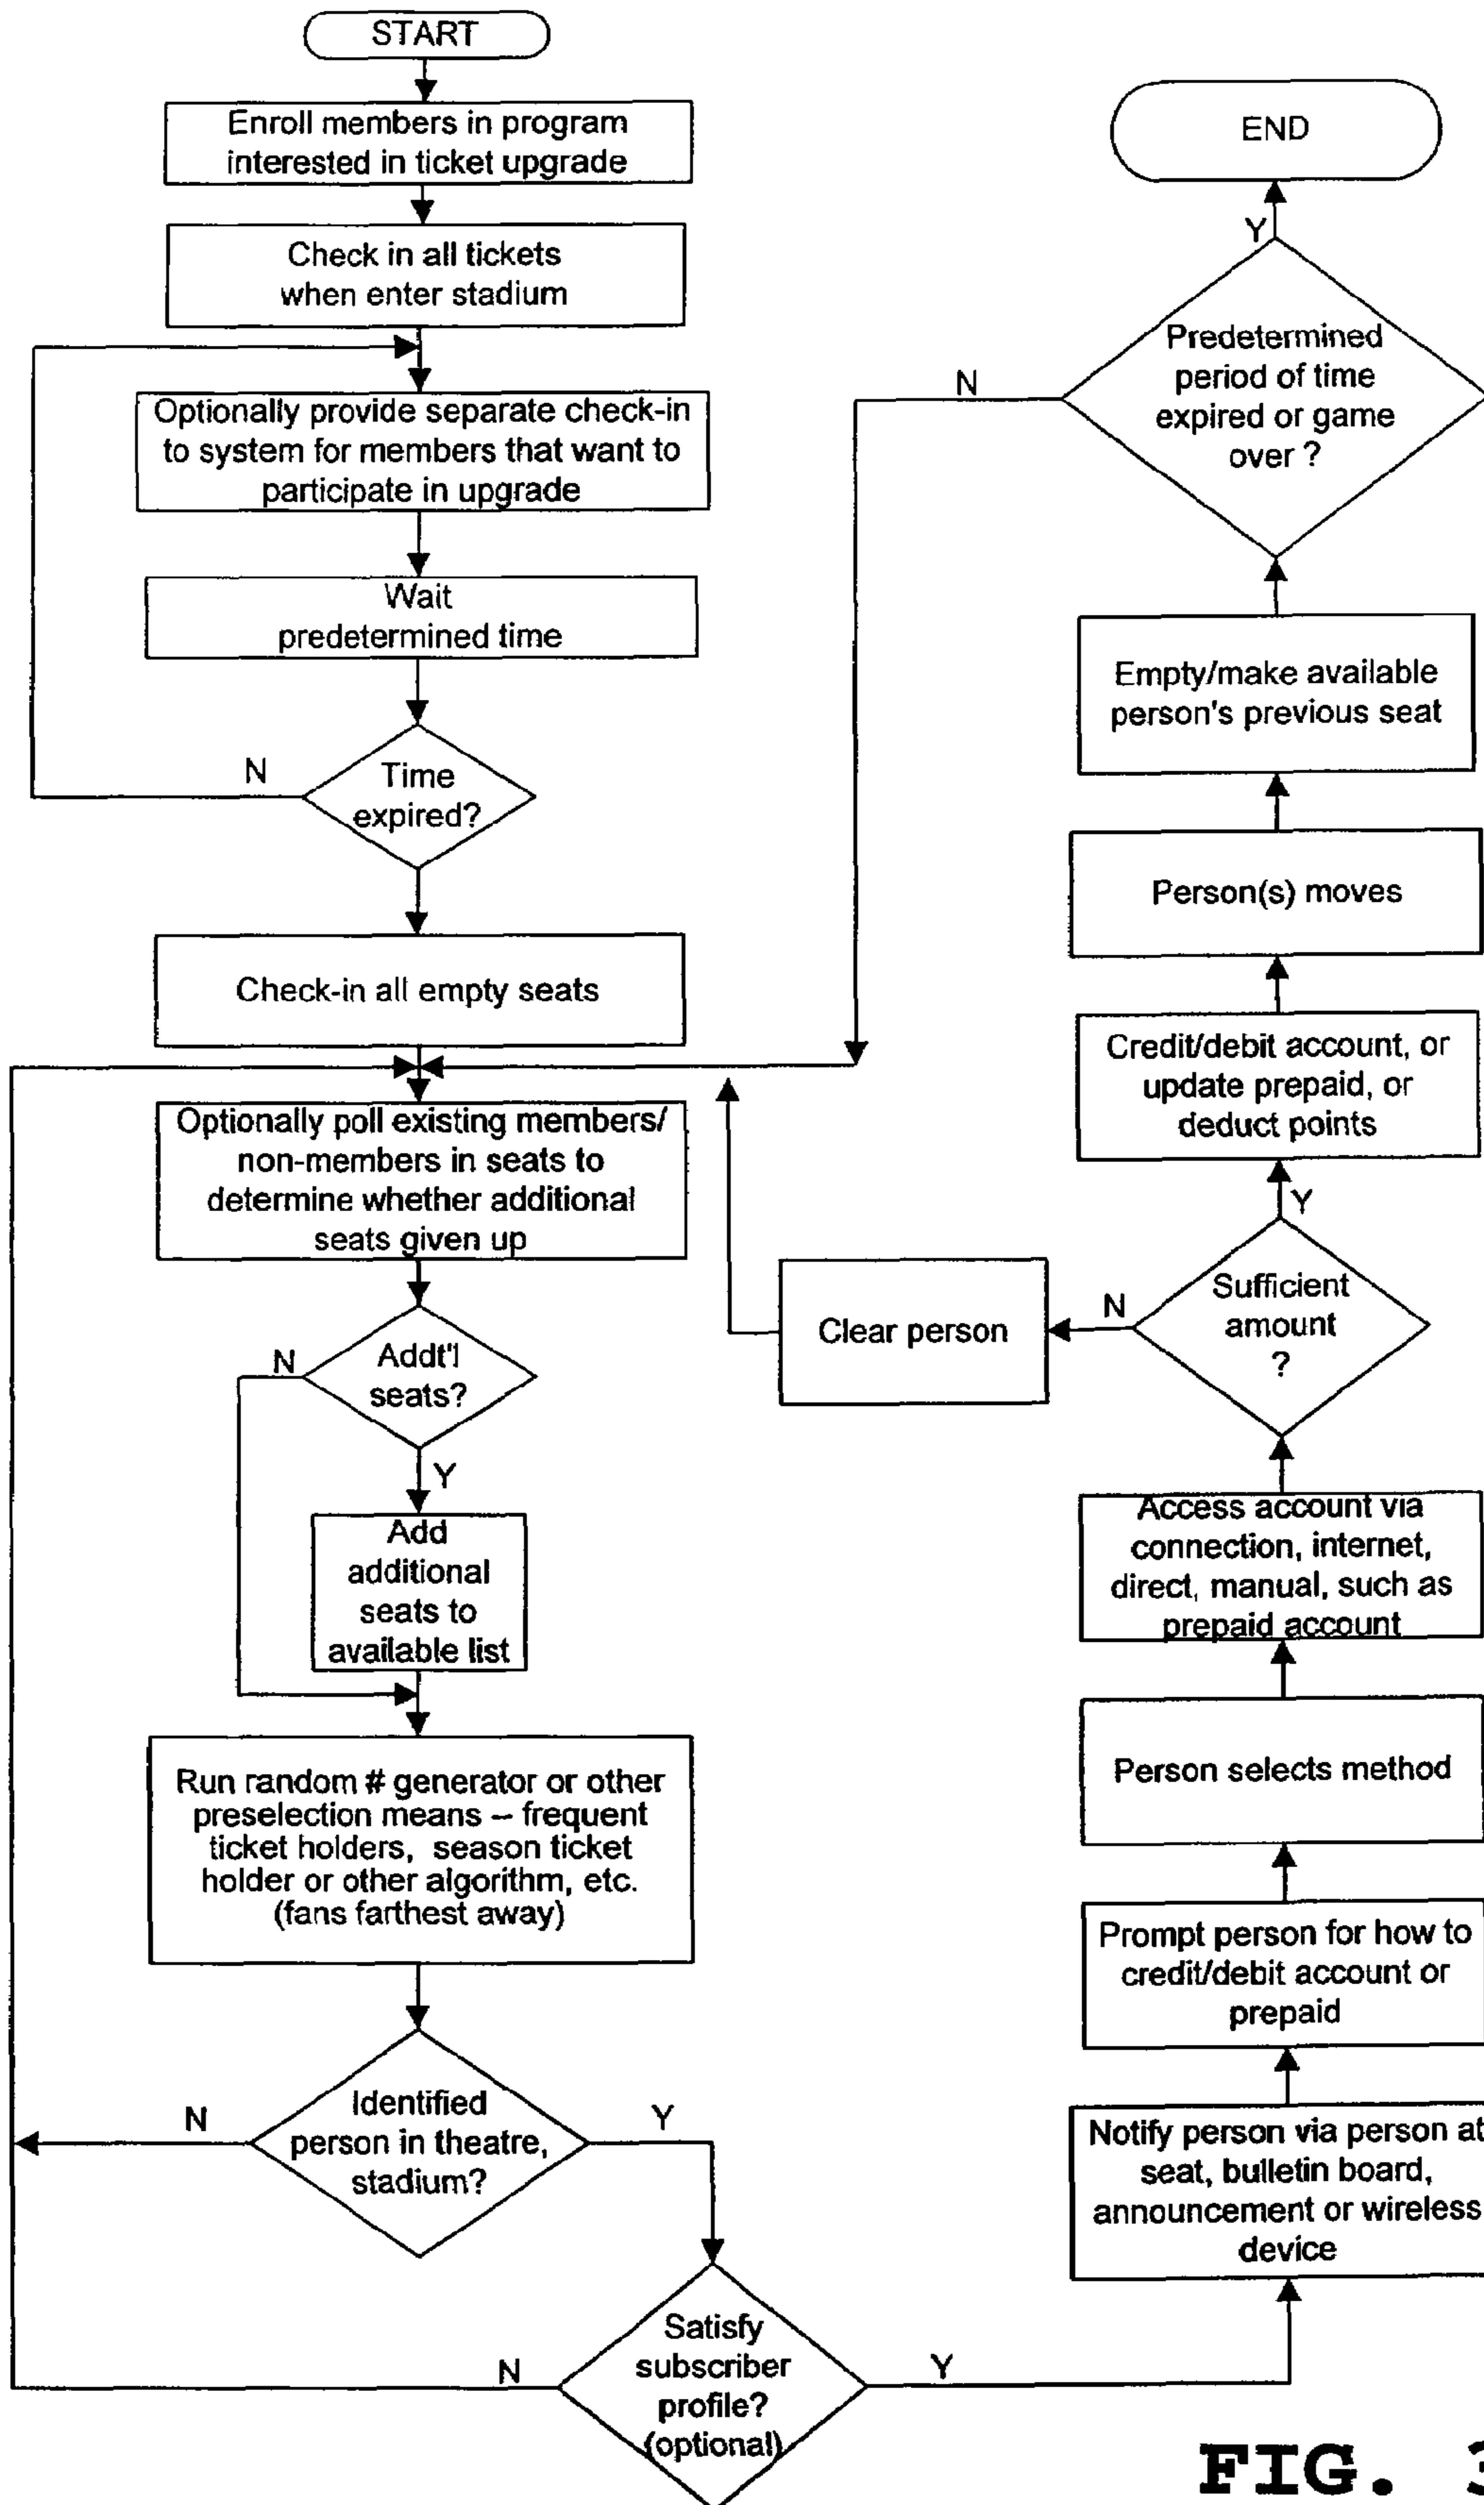 START
Enroll members in program
interested in ticket upgrade
Check in all tickets
when enter stadium
Optionally provide separate check-in
to system for members that want to
participate in upgrade
Wait
predetermined time
N
Time
expired?
Check-in all empty seats
Optionally poll existing members/
non-members in seats to
determine whether additional
seats given up
N
Addt'l
seats?
Y
Add
additional
seats to
available list
Run random # generator or other
preselection means – frequent
ticket holders, season ticket
holder or other algorithm, etc.
(fans farthest away)
N
Identified
person in theatre,
stadium?
Y
N
Satisfy
subscriber
profile?
(optional)
Y
Notify person via person at
seat, bulletin board,
announcement or wireless
device
Prompt person for how to
credit/debit account or
prepaid
Person selects method
Access account via
connection, internet,
direct, manual, such as
prepaid account
Sufficient
amount
?
N
Clear person
Y
Credit/debit account, or
update prepaid, or
deduct points
Person(s) moves
Empty/make available
person's previous seat
Predetermined
period of time
expired or game
over ?
N
Y
END
FIG. 3